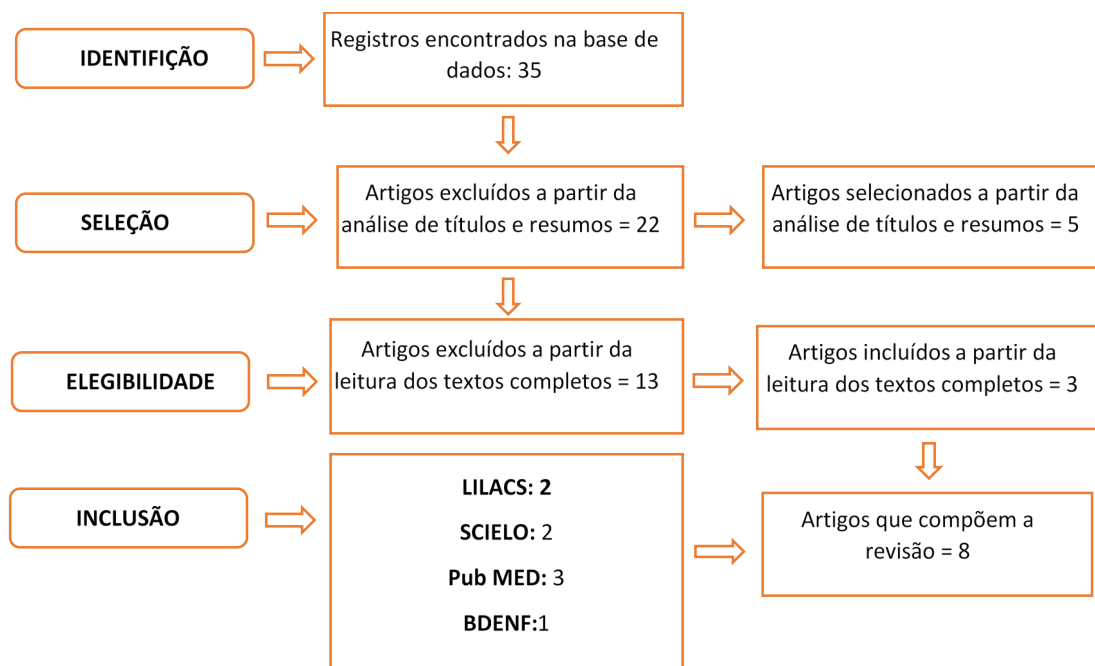 IDENTIFIÇÃO
Registros encontrados na base de
dados: 35
SELEÇÃO
Artigos excluídos a partir da
análise de títulos e resumos = 22
Artigos selecionados a partir da
análise de títulos e resumos = 5
ELEGIBILIDADE
Artigos excluídos a partir da
leitura dos textos completos = 13
Artigos incluídos a partir da
leitura dos textos completos = 3
INCLUSÃO
LILACS: 2
SCIELO: 2
Pub MED: 3
BDENF:1
Artigos que compõem a
revisão = 8